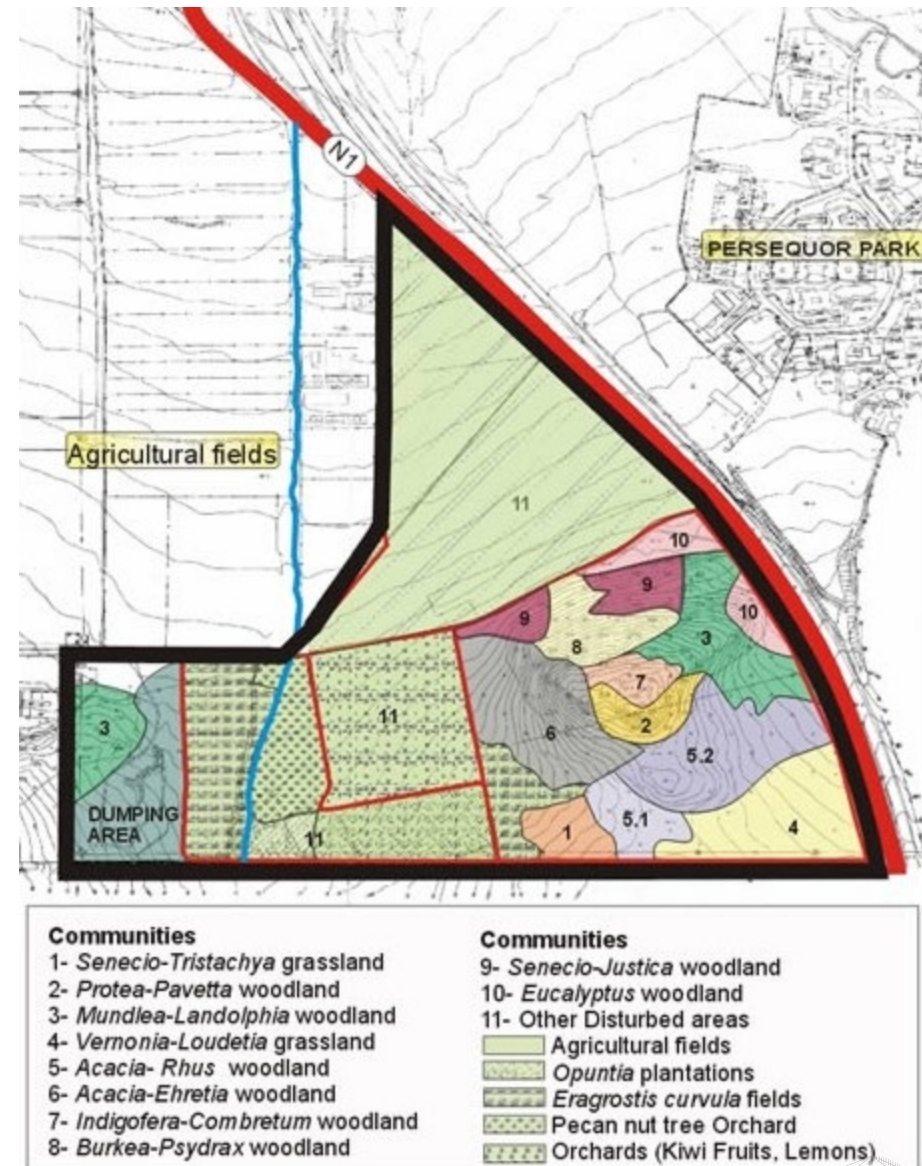 N1
PERSEQUOR PARK
Agricultural fields
11
10
9
10
9
3
8
7
3
11
2
6
5.2
DUMPING
AREA
5.1
11
1
4
Communities
1- Senecio-Tristachya grassland
2- Protea-Pavetta woodland
3- Mundlea-Landolphia woodland
4- Vernonia-Loudetia grassland
5- Acacia- Rhus woodland
6- Acacia-Ehretia woodland
7- Indigofera-Combretum woodland
8- Burkea-Psydrax woodland
Communities
9- Senecio-Justica woodland
10- Eucalyptus woodland
11- Other Disturbed areas
Agricultural fields
Opuntia plantations
Eragrostis curvula fields
Pecan nut tree Orchard
Orchards (Kiwi Fruits, Lemons)